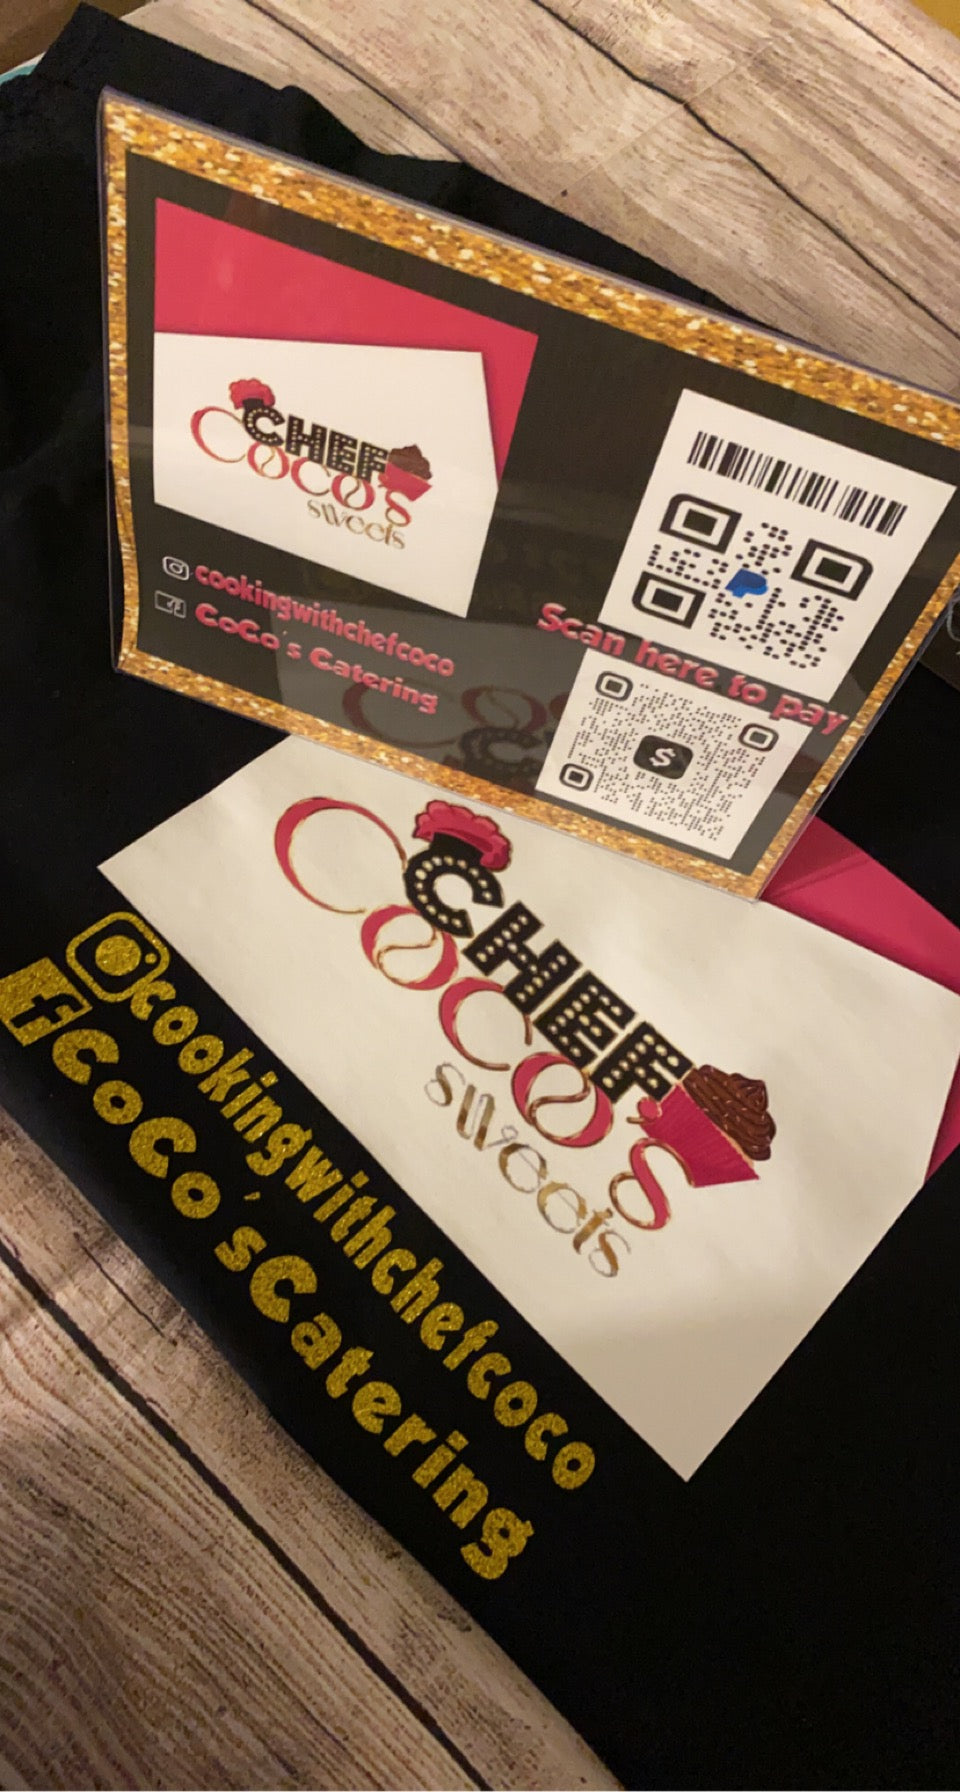 CHEF
CoCo's
sweets
cookingwithchefcoco
CoCo's Catering
Scan here to pay
$
CHEF
CoCo's
sweets
cookingwithchefcoco
f CoCo'sCatering